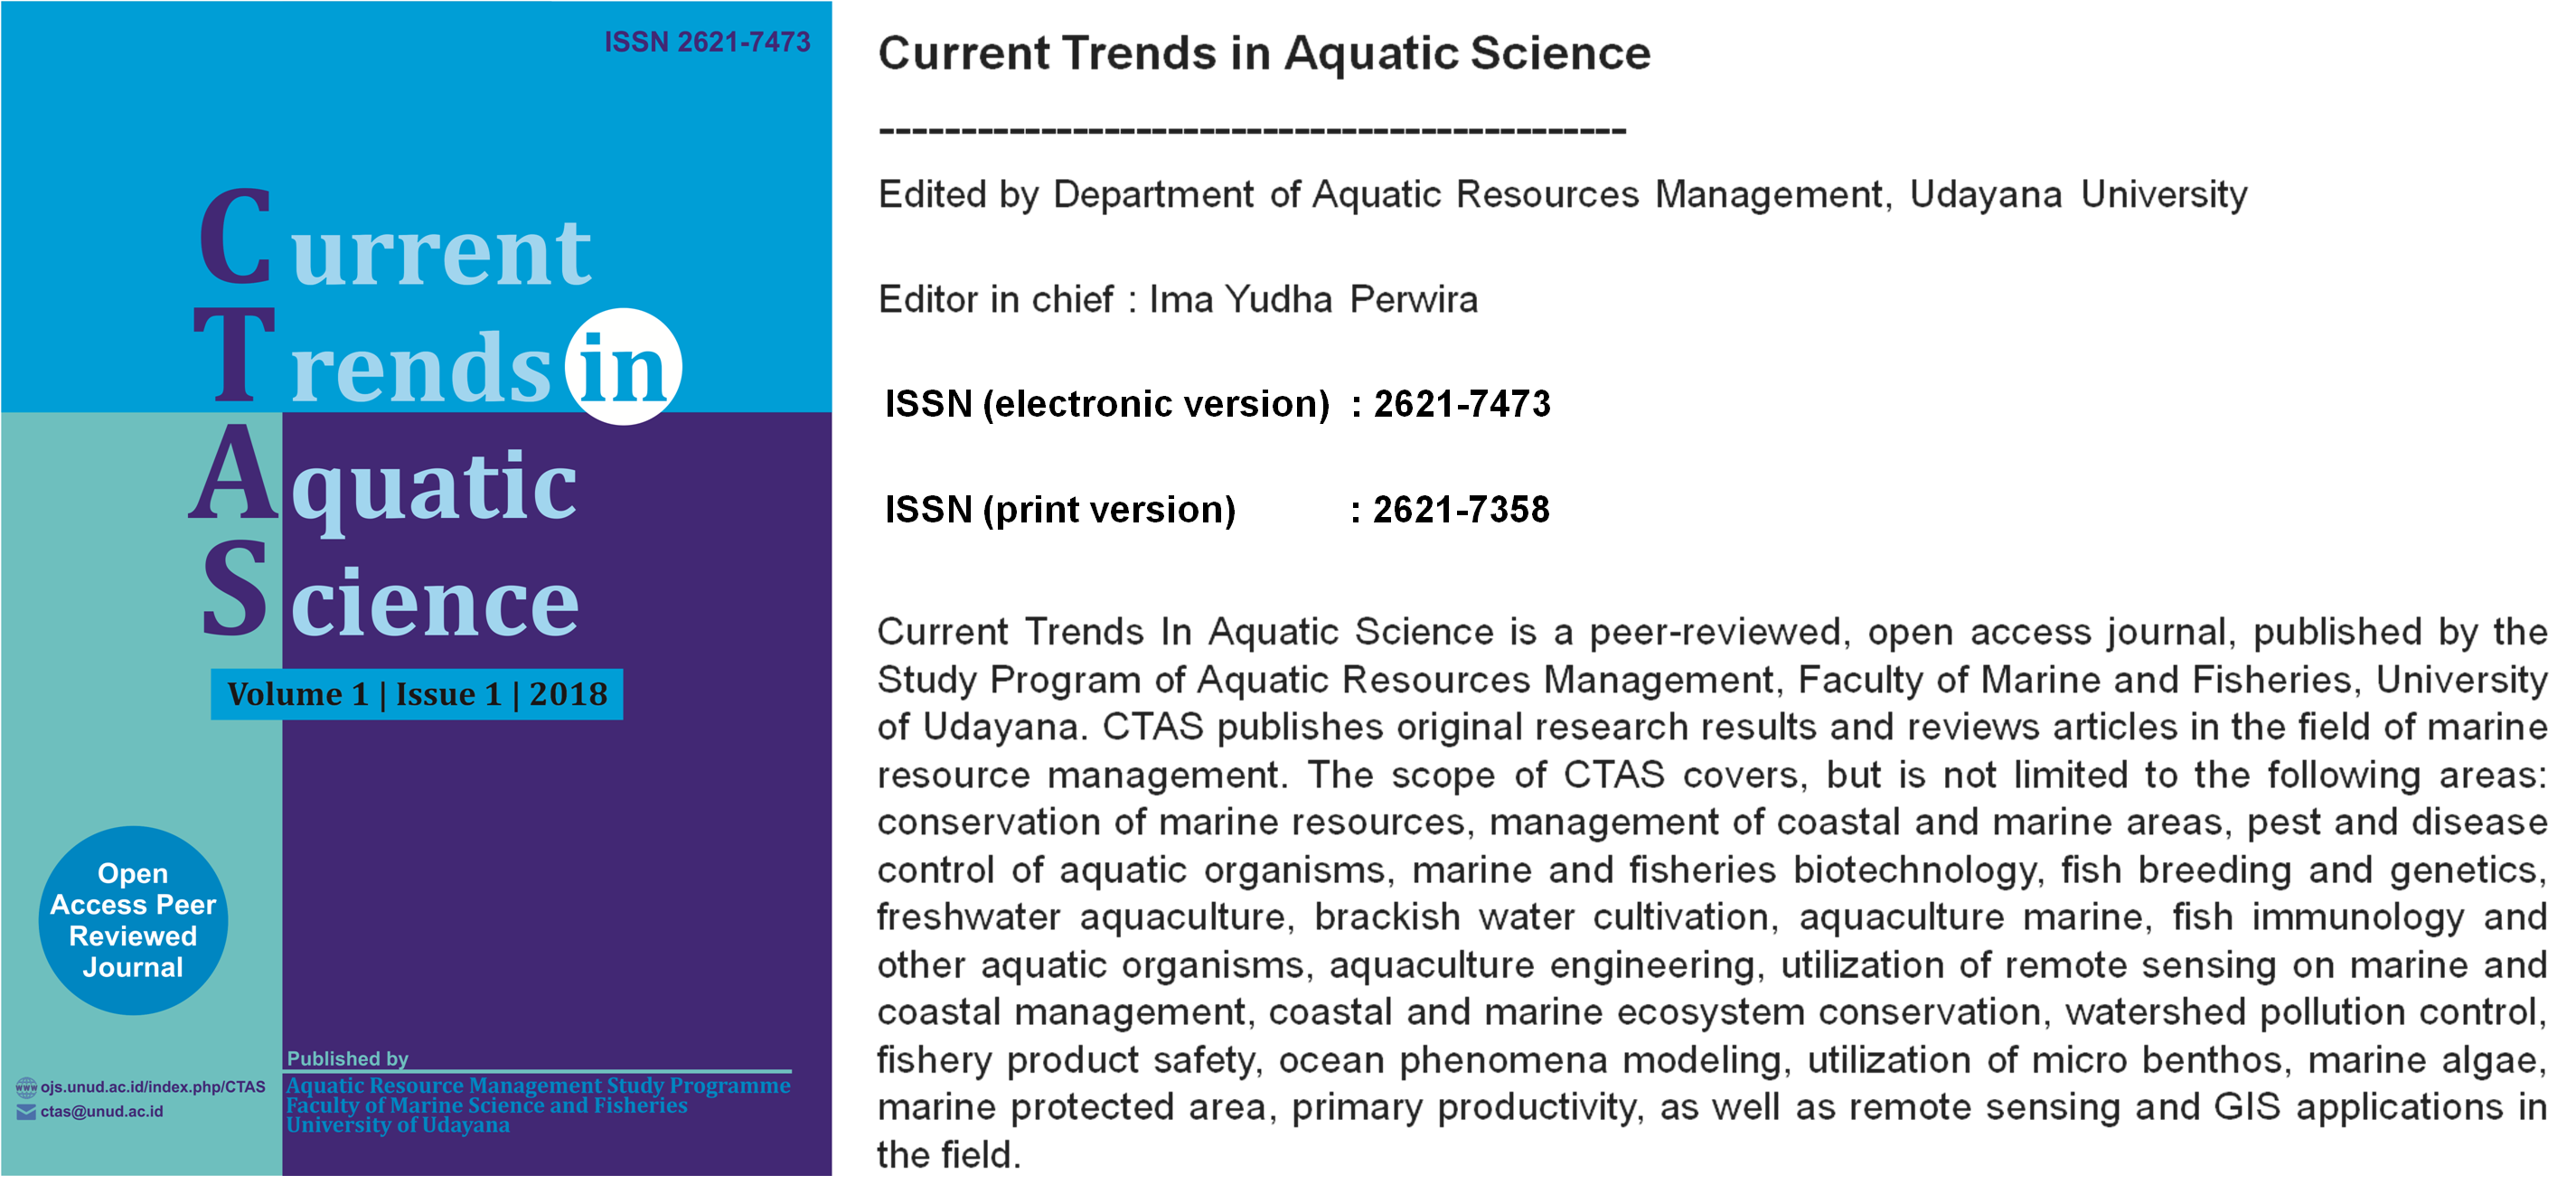 ISSN 2621-7473
Current
Trends in
Aquatic
Science
Volume 1 | Issue 1 | 2018
Open
Access Peer
Reviewed
Journal
ojs.unud.ac.id/index.php/CTAS
ctas@unud.ac.id
Published by
Aquatic Resource Management Study Programme
Faculty of Marine Science and Fisheries
University of Udayana
Current Trends in Aquatic Science
-----------------------------------------------
Edited by Department of Aquatic Resources Management, Udayana University
Editor in chief : Ima Yudha Perwira
ISSN (electronic version) : 2621-7473
ISSN (print version) : 2621-7358
Current Trends In Aquatic Science is a peer-reviewed, open access journal, published by the
Study Program of Aquatic Resources Management, Faculty of Marine and Fisheries, University
of Udayana. CTAS publishes original research results and reviews articles in the field of marine
resource management. The scope of CTAS covers, but is not limited to the following areas:
conservation of marine resources, management of coastal and marine areas, pest and disease
control of aquatic organisms, marine and fisheries biotechnology, fish breeding and genetics,
freshwater aquaculture, brackish water cultivation, aquaculture marine, fish immunology and
other aquatic organisms, aquaculture engineering, utilization of remote sensing on marine and
coastal management, coastal and marine ecosystem conservation, watershed pollution control,
fishery product safety, ocean phenomena modeling, utilization of micro benthos, marine algae,
marine protected area, primary productivity, as well as remote sensing and GIS applications in
the field.